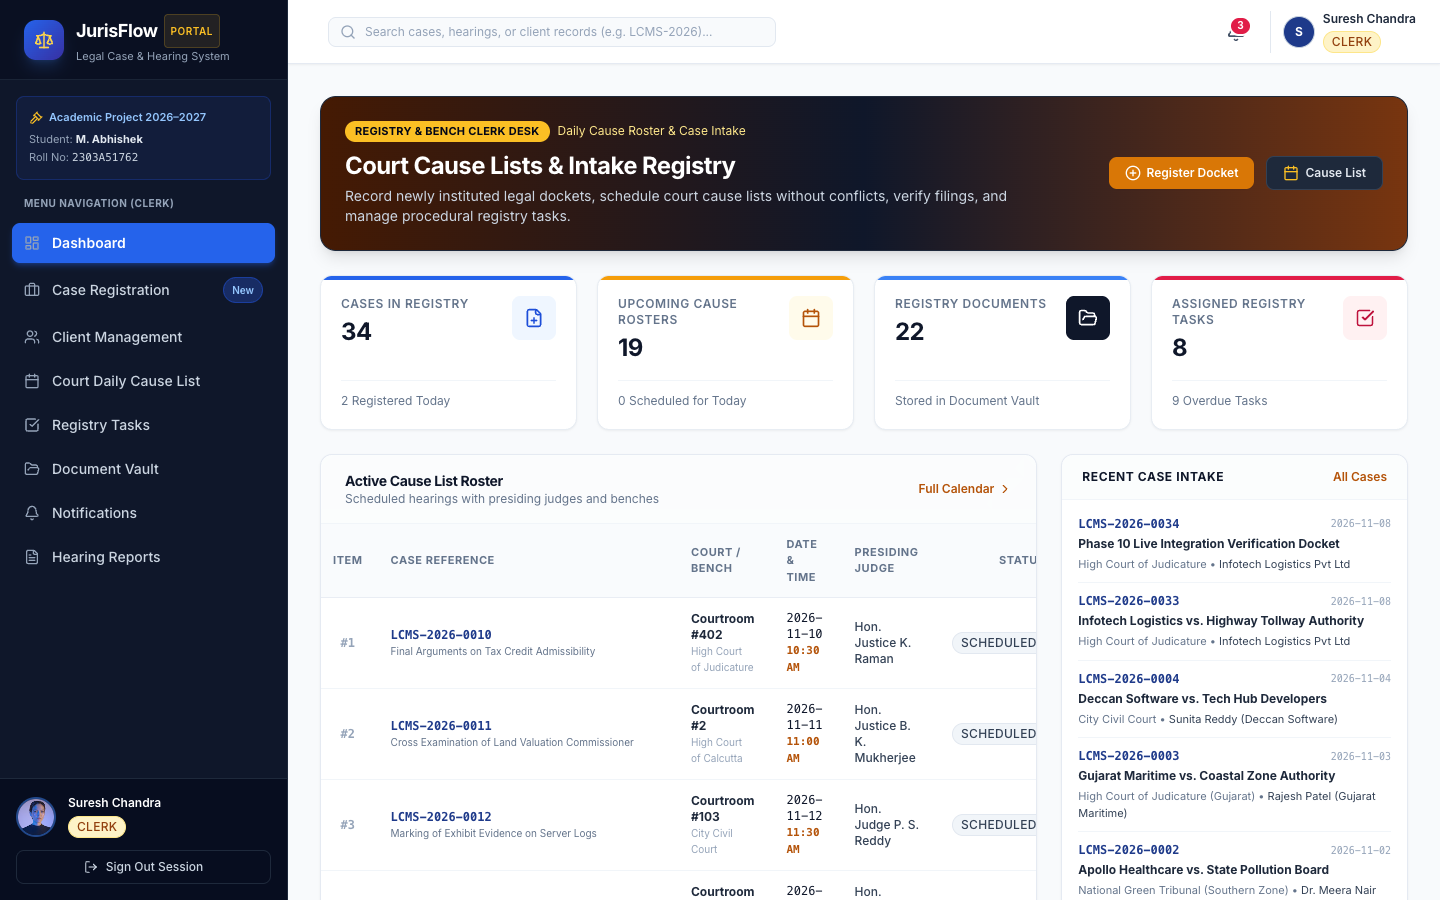 JurisFlow PORTAL
Legal Case & Hearing System
Academic Project 2026–2027
Student: M. Abhishek
Roll No: 2303A51762
MENU NAVIGATION (CLERK)
Dashboard
Case Registration New
Client Management
Court Daily Cause List
Registry Tasks
Document Vault
Notifications
Hearing Reports
Suresh Chandra
CLERK
Sign Out Session
Search cases, hearings, or client records (e.g. LCMS-2026)...
3
S
Suresh Chandra
CLERK
REGISTRY & BENCH CLERK DESK Daily Cause Roster & Case Intake
Court Cause Lists & Intake Registry
Record newly instituted legal dockets, schedule court cause lists without conflicts, verify filings, and
manage procedural registry tasks.
Register Docket
Cause List
CASES IN REGISTRY
34
2 Registered Today
UPCOMING CAUSE
ROSTERS
19
0 Scheduled for Today
REGISTRY DOCUMENTS
22
Stored in Document Vault
ASSIGNED REGISTRY
TASKS
8
9 Overdue Tasks
Active Cause List Roster
Scheduled hearings with presiding judges and benches
Full Calendar
ITEM
CASE REFERENCE
COURT /
BENCH
DATE
&
TIME
PRESIDING
JUDGE
STATU
#1
LCMS-2026-0010
Final Arguments on Tax Credit Admissibility
Courtroom
#402
High Court
of Judicature
2026-
11-10
10:30
AM
Hon.
Justice K.
Raman
SCHEDULED
#2
LCMS-2026-0011
Cross Examination of Land Valuation Commissioner
Courtroom
#2
High Court
of Calcutta
2026-
11-11
11:00
AM
Hon.
Justice B.
K.
Mukherjee
SCHEDULED
#3
LCMS-2026-0012
Marking of Exhibit Evidence on Server Logs
Courtroom
#103
City Civil
Court
2026-
11-12
11:30
AM
Hon.
Judge P. S.
Reddy
SCHEDULED
Courtroom
2026-
Hon.
RECENT CASE INTAKE
All Cases
LCMS-2026-0034 2026-11-08
Phase 10 Live Integration Verification Docket
High Court of Judicature • Infotech Logistics Pvt Ltd
LCMS-2026-0033 2026-11-08
Infotech Logistics vs. Highway Tollway Authority
High Court of Judicature • Infotech Logistics Pvt Ltd
LCMS-2026-0004 2026-11-04
Deccan Software vs. Tech Hub Developers
City Civil Court • Sunita Reddy (Deccan Software)
LCMS-2026-0003 2026-11-03
Gujarat Maritime vs. Coastal Zone Authority
High Court of Judicature (Gujarat) • Rajesh Patel (Gujarat
Maritime)
LCMS-2026-0002 2026-11-02
Apollo Healthcare vs. State Pollution Board
National Green Tribunal (Southern Zone) • Dr. Meera Nair